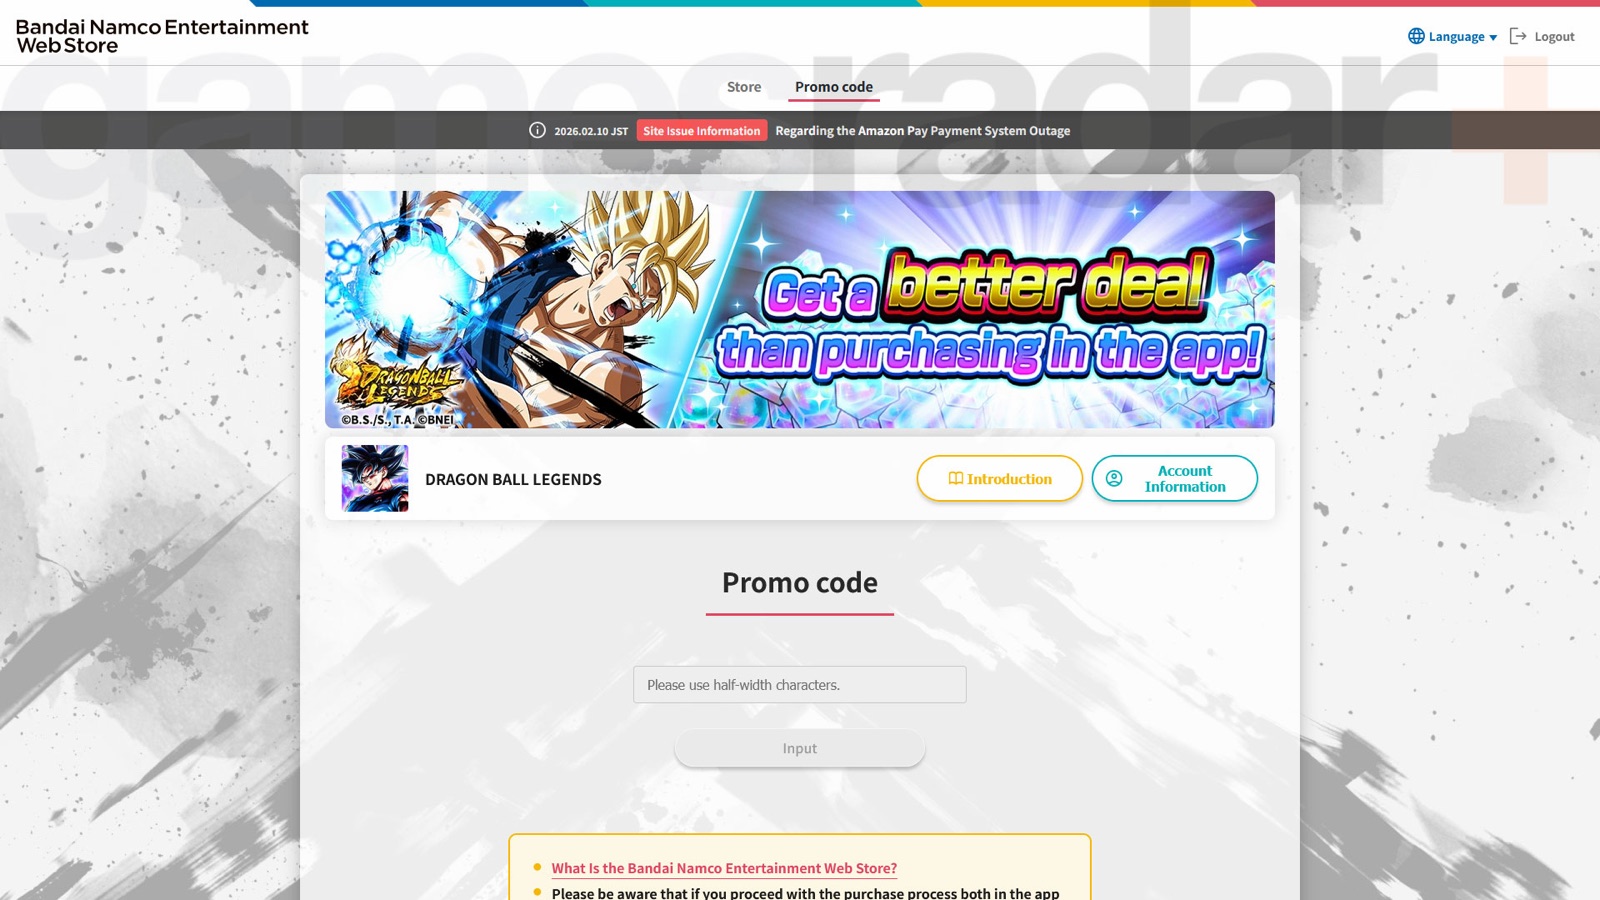 Bandai Namco Entertainment
Web Store
Language
Logout
gamesradar+
Store
Promo code
2026.02.10 JST
Site Issue Information
Regarding the Amazon Pay Payment System Outage
Get a better deal
than purchasing in the app!
DRAGON BALL
LEGENDS
©B.S./S., T.A. ©BNEI
DRAGON BALL LEGENDS
Introduction
Account
Information
Promo code
Please use half-width characters.
Input
What Is the Bandai Namco Entertainment Web Store?
Please be aware that if you proceed with the purchase process both in the app